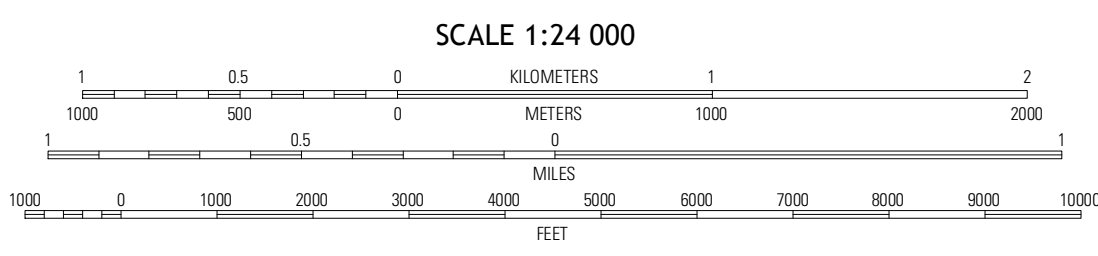 SCALE 1:24 000
1 0.5 0 KILOMETERS 1 2
1000 500 0 METERS 1000 2000
1 0.5 0 1
MILES
1000 0 1000 2000 3000 4000 5000 6000 7000 8000 9000 10000
FEET